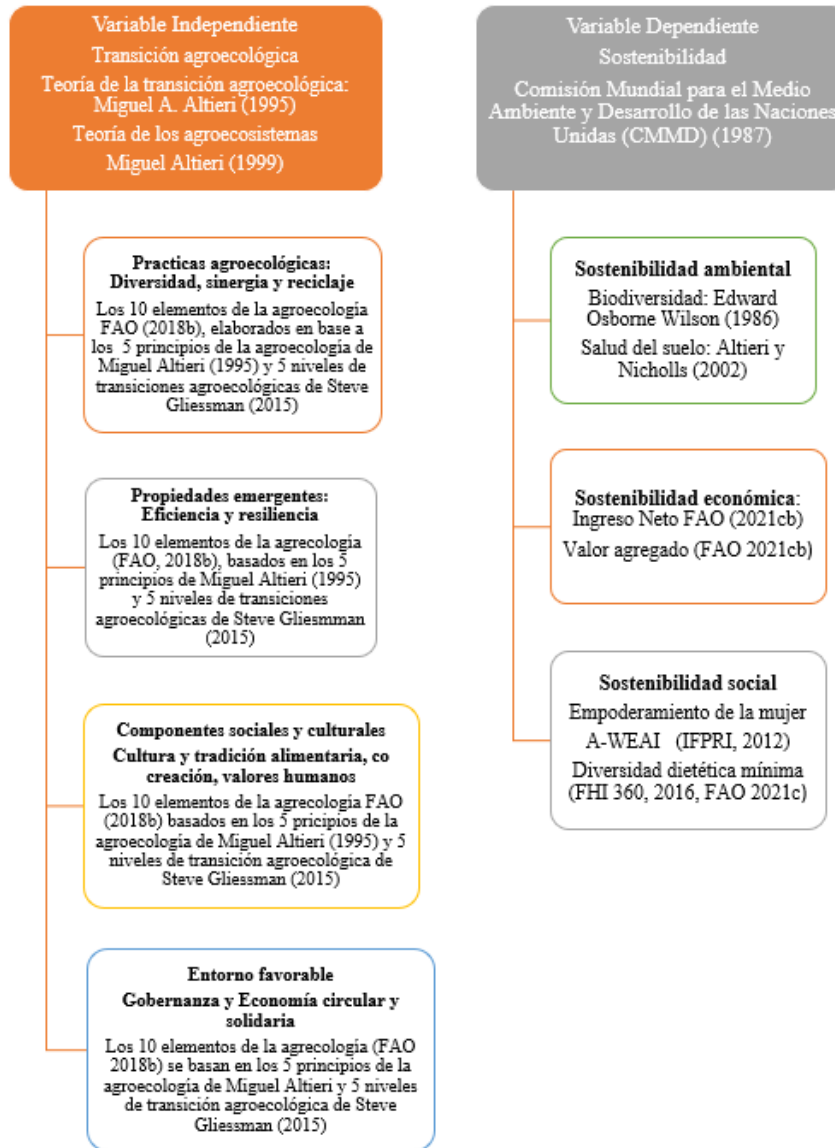 Variable Independiente
Transición agroecológica
Teoría de la transición agroecológica:
Miguel A. Altieri (1995)
Teoría de los agroecosistemas
Miguel Altieri (1999)
Practicas agroecológicas:
Diversidad, sinergia y reciclaje
Los 10 elementos de la agroecología
FAO (2018b), elaborados en base a
los 5 principios de la agroecología de
Miguel Altieri (1995) y 5 niveles de
transiciones agroecológicas de Steve
Gliessman (2015)
Propiedades emergentes:
Eficiencia y resiliencia
Los 10 elementos de la agrecología
(FAO, 2018b), basados en los 5
principios de Miguel Altieri (1995)
y 5 niveles de transiciones
agroecológicas de Steve Gliesmman
(2015)
Componentes sociales y culturales
Cultura y tradición alimentaria, co
creación, valores humanos
Los 10 elementos de la agrecología FAO
(2018b) basados en los 5 pricipios de la
agroecología de Miguel Altieri (1995) y 5
niveles de transición agroecológica de
Steve Gliessman (2015)
Entorno favorable
Gobernanza y Economía circular y
solidaria
Los 10 elementos de la agrecología (FAO
2018b) se basan en los 5 principios de la
agroecología de Miguel Altieri y 5 niveles
de transición agroecológica de Steve
Gliessman (2015)
Variable Dependiente
Sostenibilidad
Comisión Mundial para el Medio
Ambiente y Desarrollo de las Naciones
Unidas (CMMD) (1987)
Sostenibilidad ambiental
Biodiversidad: Edward
Osborne Wilson (1986)
Salud del suelo: Altieri y
Nicholls (2002)
Sostenibilidad económica:
Ingreso Neto FAO (2021cb)
Valor agregado (FAO 2021cb)
Sostenibilidad social
Empoderamiento de la mujer
A-WEAI (IFPRI, 2012)
Diversidad dietética mínima
(FHI 360, 2016, FAO 2021c)